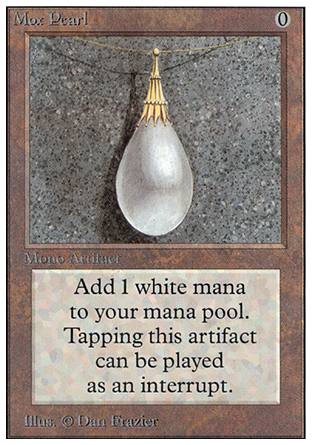 Mox Pearl 0
Mono Artifact
Add 1 white mana
to your mana pool.
Tapping this artifact
can be played
as an interrupt.
Illus. © Dan Frazier